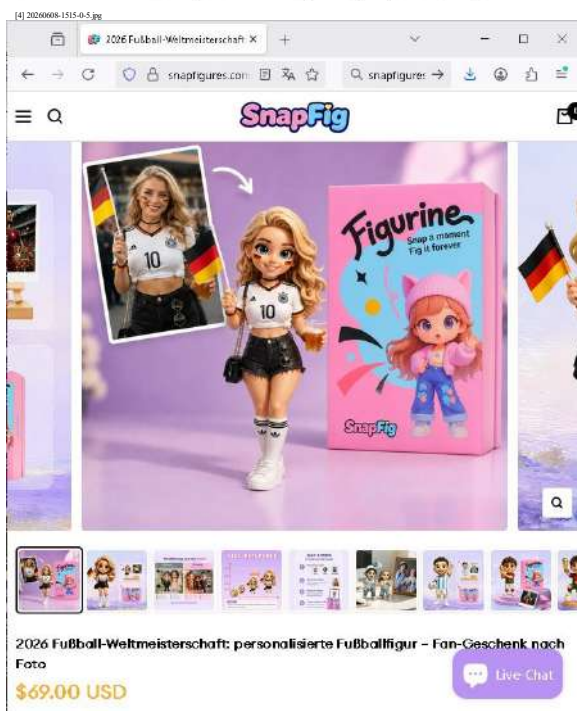 [4] 20260608-1515-0-5.jpg
2026 Fußball-Weltmeisterschaft
snapfigures.com
snapfigures
SnapFig
10
10
Figurine
Snap a moment
Fig it forever
SnapFig
2026 Fußball-Weltmeisterschaft: personalisierte Fußballfigur – Fan-Geschenk nach
Foto
$69.00 USD
Live Chat